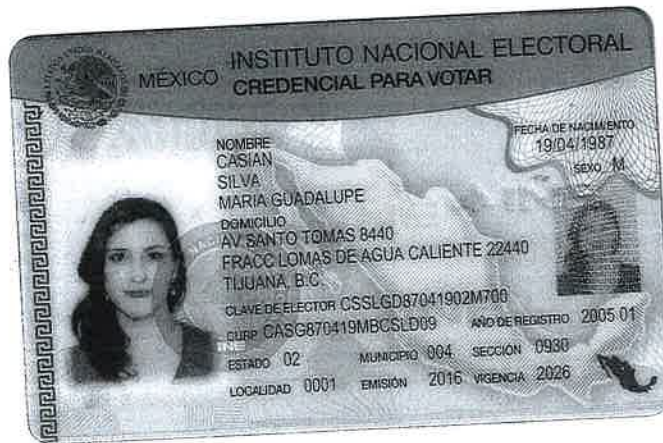 MÉXICO
INSTITUTO NACIONAL ELECTORAL
CREDENCIAL PARA VOTAR
NOMBRE
CASIAN
SILVA
MARIA GUADALUPE
FECHA DE NACIMIENTO
19/04/1987
SEXO M
DOMICILIO
AV SANTO TOMAS 8440
FRACC LOMAS DE AGUA CALIENTE 22440
TIJUANA, B.C.
CLAVE DE ELECTOR CSSLGD87041902M700
CURP CASG870419MBCSLD09 AÑO DE REGISTRO 2005 01
ESTADO 02 MUNICIPIO 004 SECCIÓN 0930
LOCALIDAD 0001 EMISIÓN 2016 VIGENCIA 2026